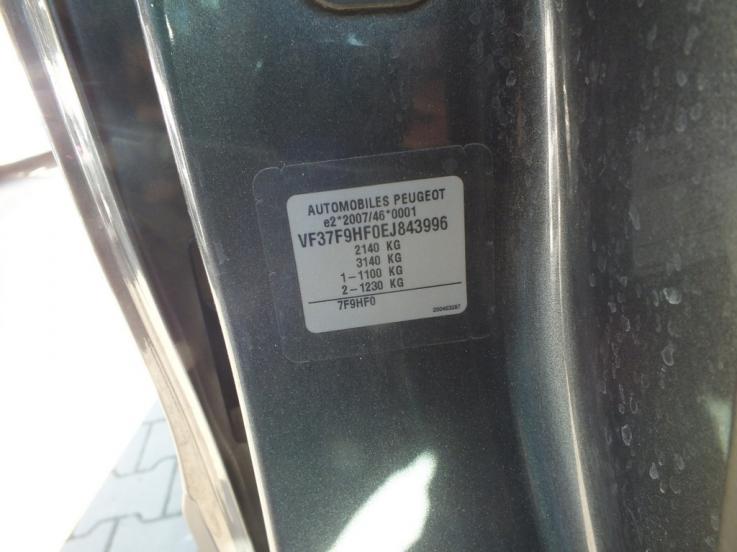 AUTOMOBILES PEUGEOT
e2*2007/46*0001
VF37F9HF0EJ843996
2140 KG
3140 KG
1-1100 KG
2-1230 KG
7F9HF0